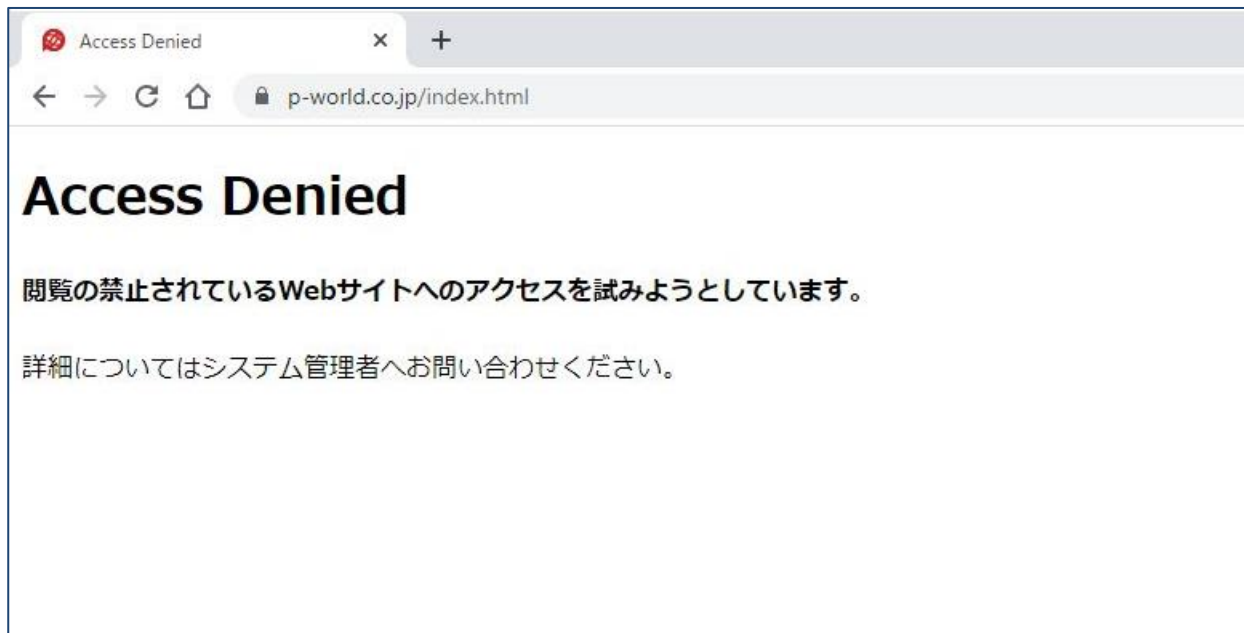 Access Denied
p-world.co.jp/index.html
Access Denied
閲覧の禁止されているWebサイトへのアクセスを試みようとしています。
詳細についてはシステム管理者へお問い合わせください。